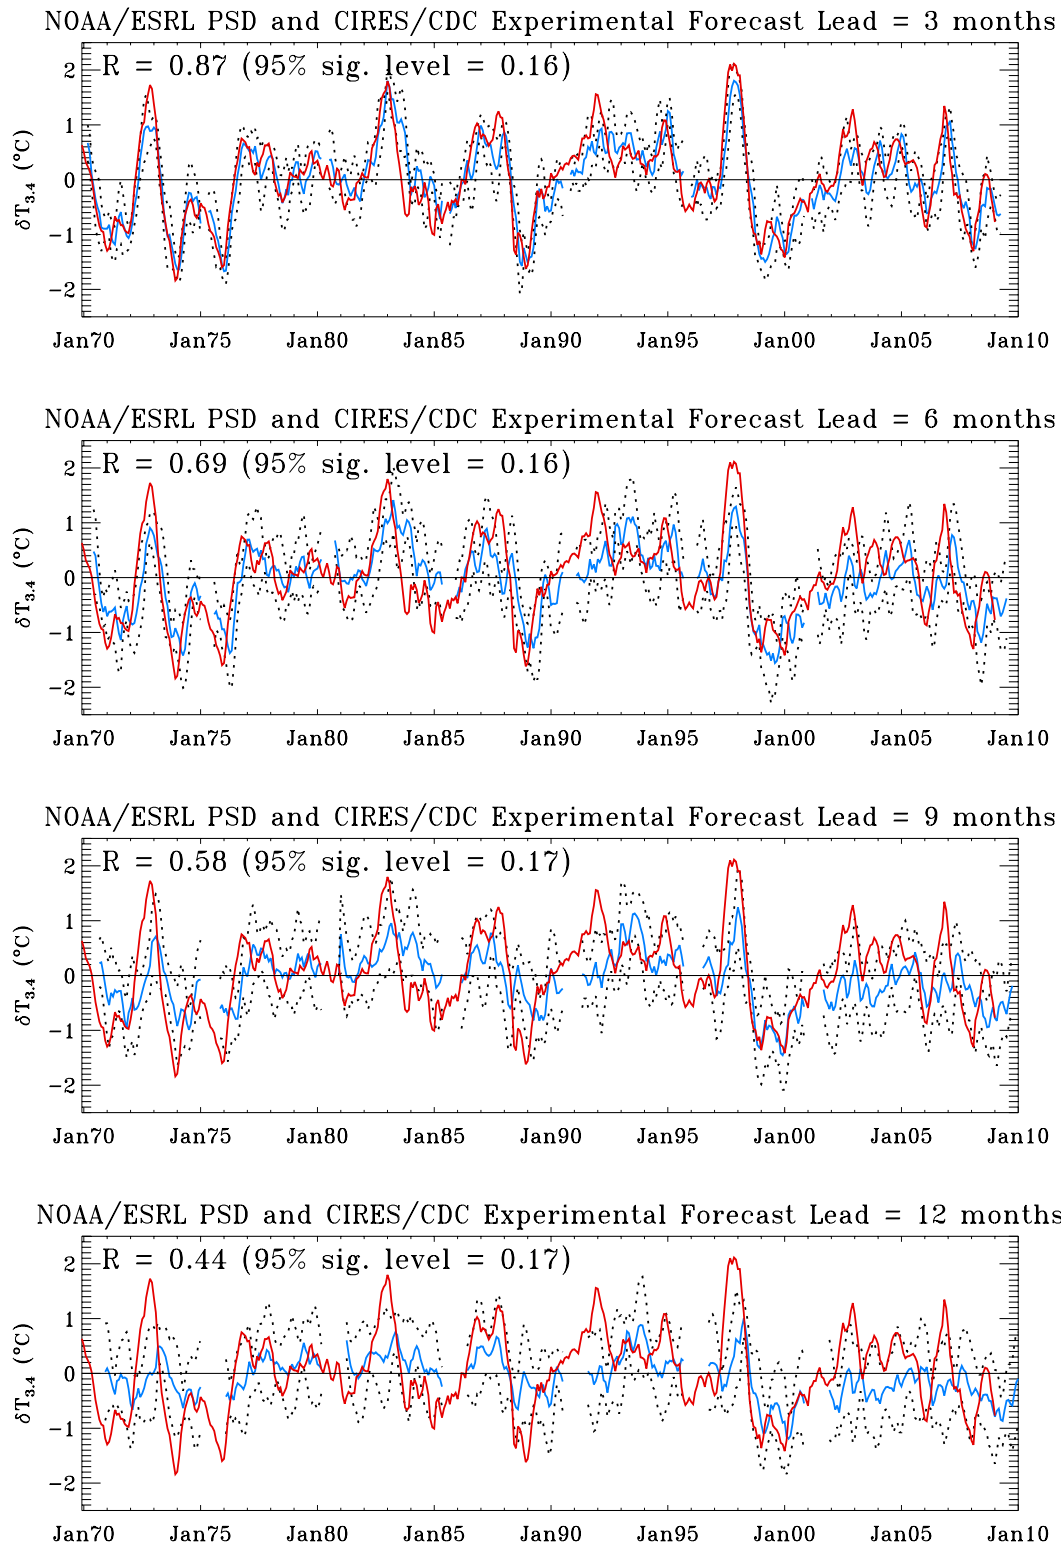 NOAA/ESRL PSD and CIRES/CDC Experimental Forecast Lead = 3 months
R = 0.87 (95% sig. level = 0.16)
2
1
0
−1
−2
δT3.4 (°C)
Jan70 Jan75 Jan80 Jan85 Jan90 Jan95 Jan00 Jan05 Jan10
NOAA/ESRL PSD and CIRES/CDC Experimental Forecast Lead = 6 months
R = 0.69 (95% sig. level = 0.16)
2
1
0
−1
−2
δT3.4 (°C)
Jan70 Jan75 Jan80 Jan85 Jan90 Jan95 Jan00 Jan05 Jan10
NOAA/ESRL PSD and CIRES/CDC Experimental Forecast Lead = 9 months
R = 0.58 (95% sig. level = 0.17)
2
1
0
−1
−2
δT3.4 (°C)
Jan70 Jan75 Jan80 Jan85 Jan90 Jan95 Jan00 Jan05 Jan10
NOAA/ESRL PSD and CIRES/CDC Experimental Forecast Lead = 12 months
R = 0.44 (95% sig. level = 0.17)
2
1
0
−1
−2
δT3.4 (°C)
Jan70 Jan75 Jan80 Jan85 Jan90 Jan95 Jan00 Jan05 Jan10